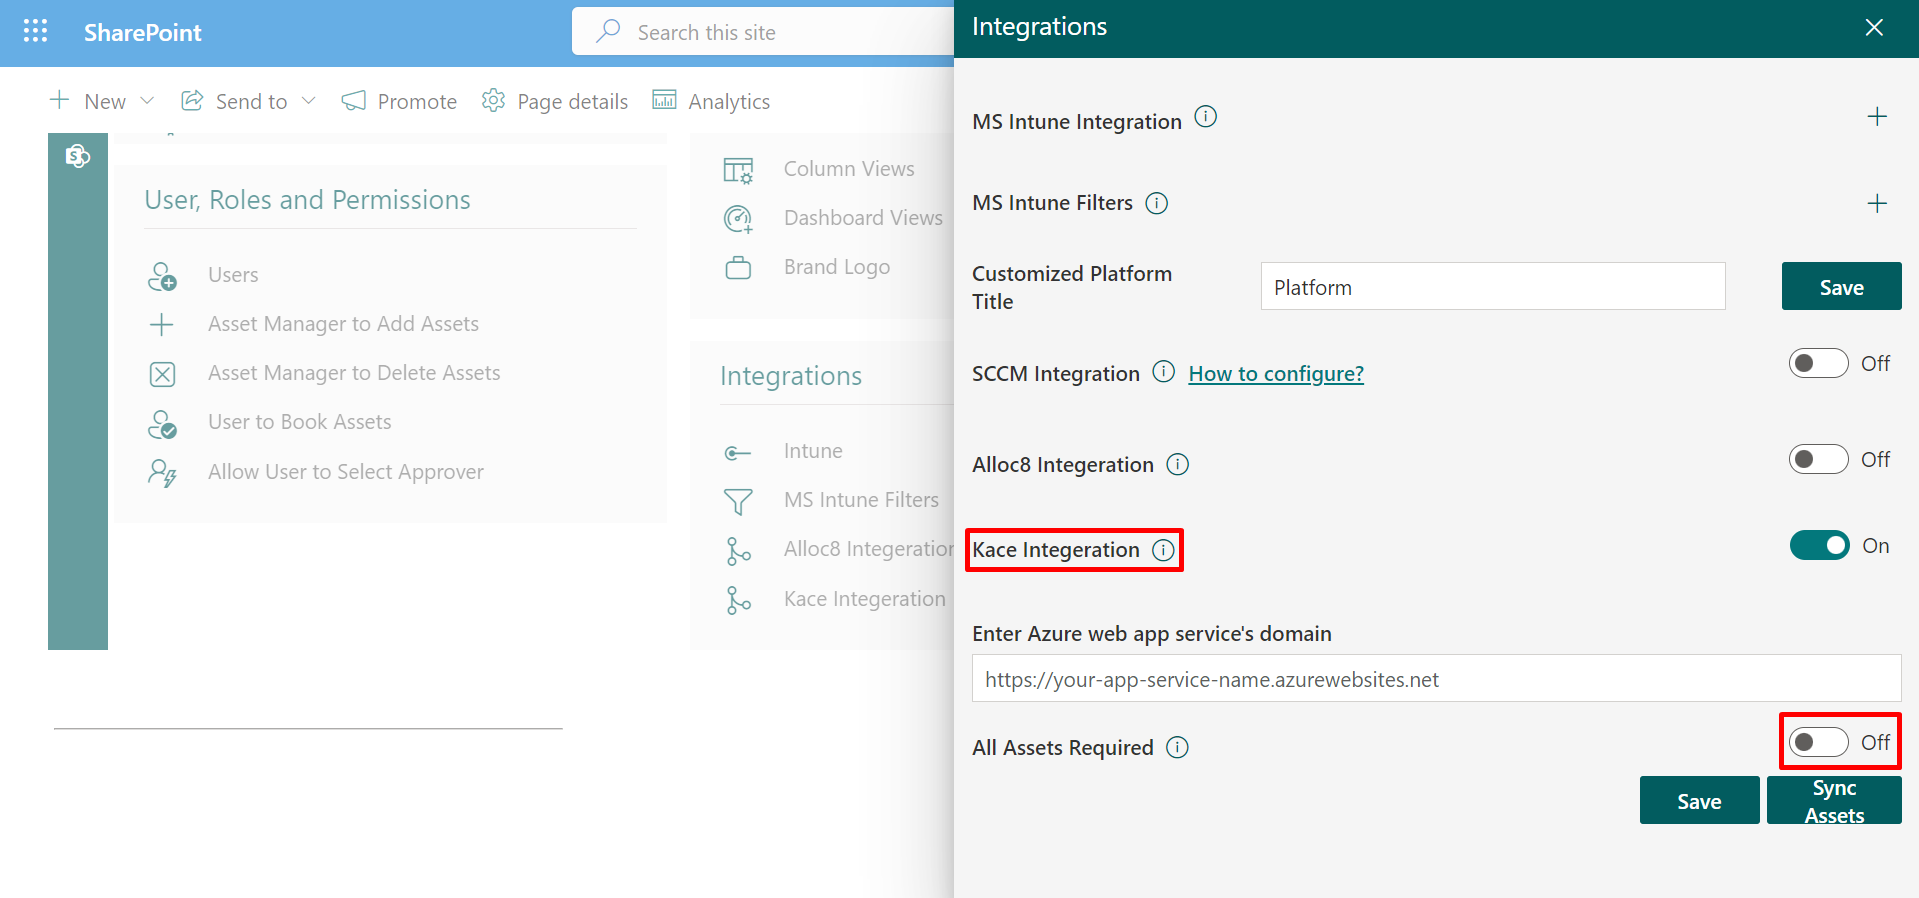 SharePoint
Search this site
New
Send to
Promote
Page details
Analytics
User, Roles and Permissions
Users
Asset Manager to Add Assets
Asset Manager to Delete Assets
User to Book Assets
Allow User to Select Approver
Column Views
Dashboard Views
Brand Logo
Integrations
Intune
MS Intune Filters
Alloc8 Integeration
Kace Integeration
Integrations
MS Intune Integration
MS Intune Filters
Customized Platform
Title
Platform
Save
SCCM Integration How to configure? Off
Alloc8 Integeration Off
Kace Integeration On
Enter Azure web app service's domain
https://your-app-service-name.azurewebsites.net
All Assets Required Off
Save
Sync
Assets